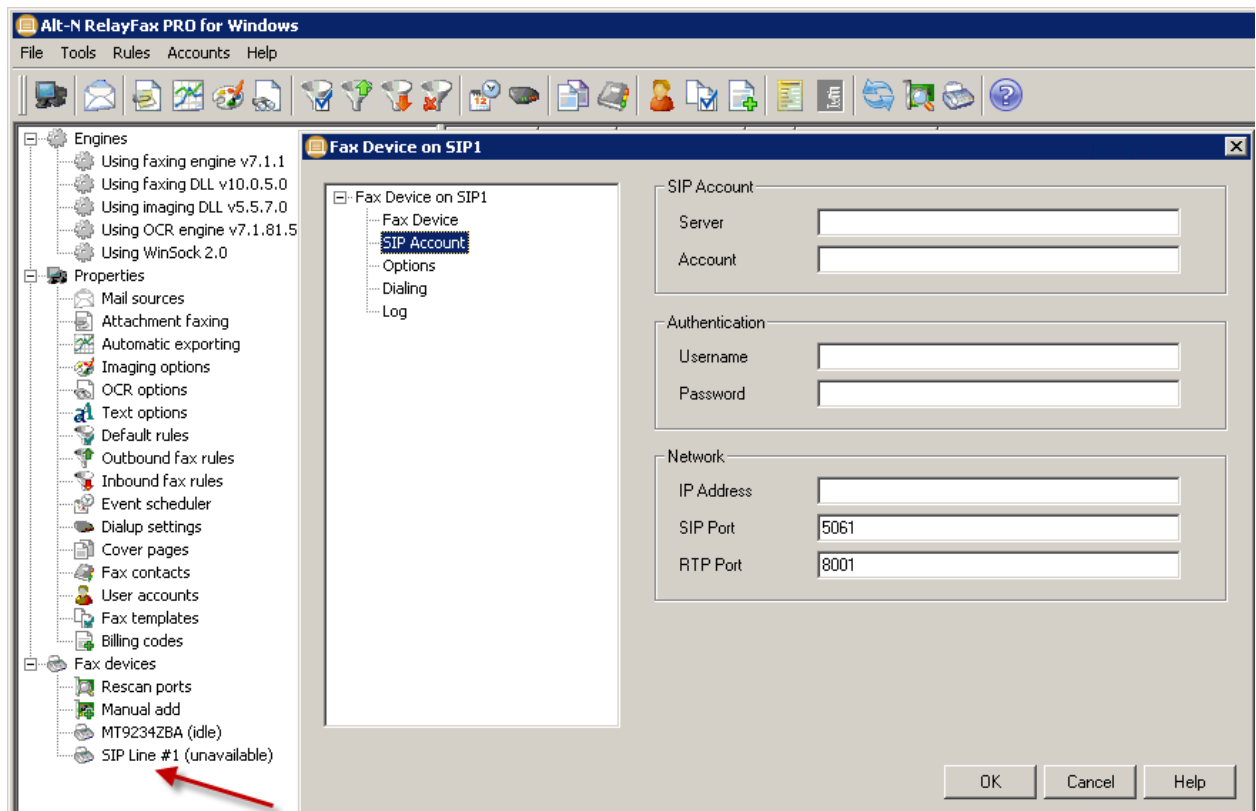 Alt-N RelayFax PRO for Windows
File Tools Rules Accounts Help
Engines
Using faxing engine v7.1.1
Using faxing DLL v10.0.5.0
Using imaging DLL v5.5.7.0
Using OCR engine v7.1.81.5
Using WinSock 2.0
Properties
Mail sources
Attachment faxing
Automatic exporting
Imaging options
OCR options
Text options
Default rules
Outbound fax rules
Inbound fax rules
Event scheduler
Dialup settings
Cover pages
Fax contacts
User accounts
Fax templates
Billing codes
Fax devices
Rescan ports
Manual add
MT9234ZBA (idle)
SIP Line #1 (unavailable)
Fax Device on SIP1
Fax Device on SIP1
Fax Device
SIP Account
Options
Dialing
Log
SIP Account
Server
Account
Authentication
Username
Password
Network
IP Address
SIP Port 5061
RTP Port 8001
OK Cancel Help